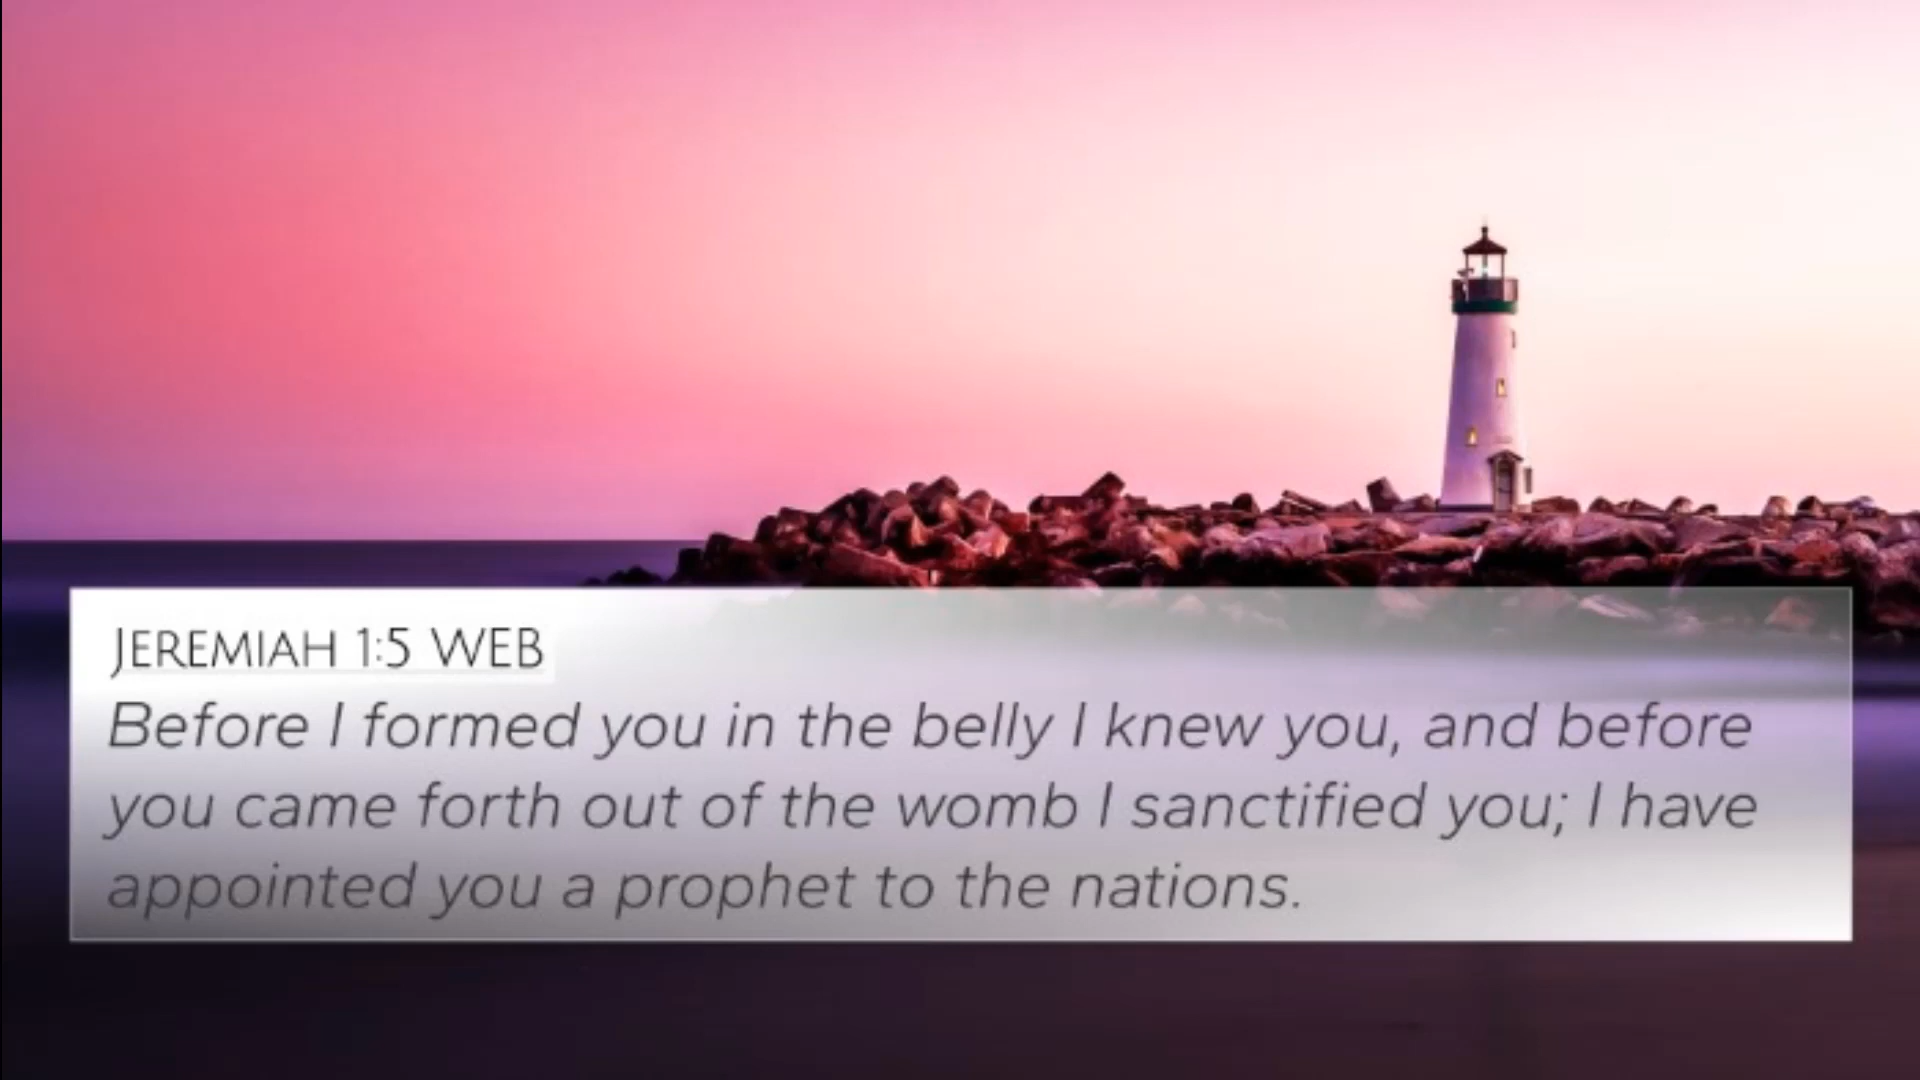 JEREMIAH 1:5 WEB
Before I formed you in the belly I knew you, and before
you came forth out of the womb I sanctified you; I have
appointed you a prophet to the nations.